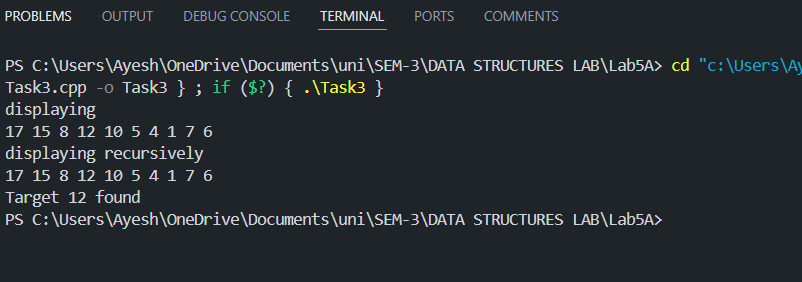 PROBLEMS OUTPUT DEBUG CONSOLE TERMINAL PORTS COMMENTS
PS C:\Users\Ayesh\OneDrive\Documents\uni\SEM-3\DATA STRUCTURES LAB\Lab5A> cd "c:\Users\Ay
Task3.cpp -o Task3 } ; if ($?) { .\Task3 }
displaying
17 15 8 12 10 5 4 1 7 6
displaying recursively
17 15 8 12 10 5 4 1 7 6
Target 12 found
PS C:\Users\Ayesh\OneDrive\Documents\uni\SEM-3\DATA STRUCTURES LAB\Lab5A>